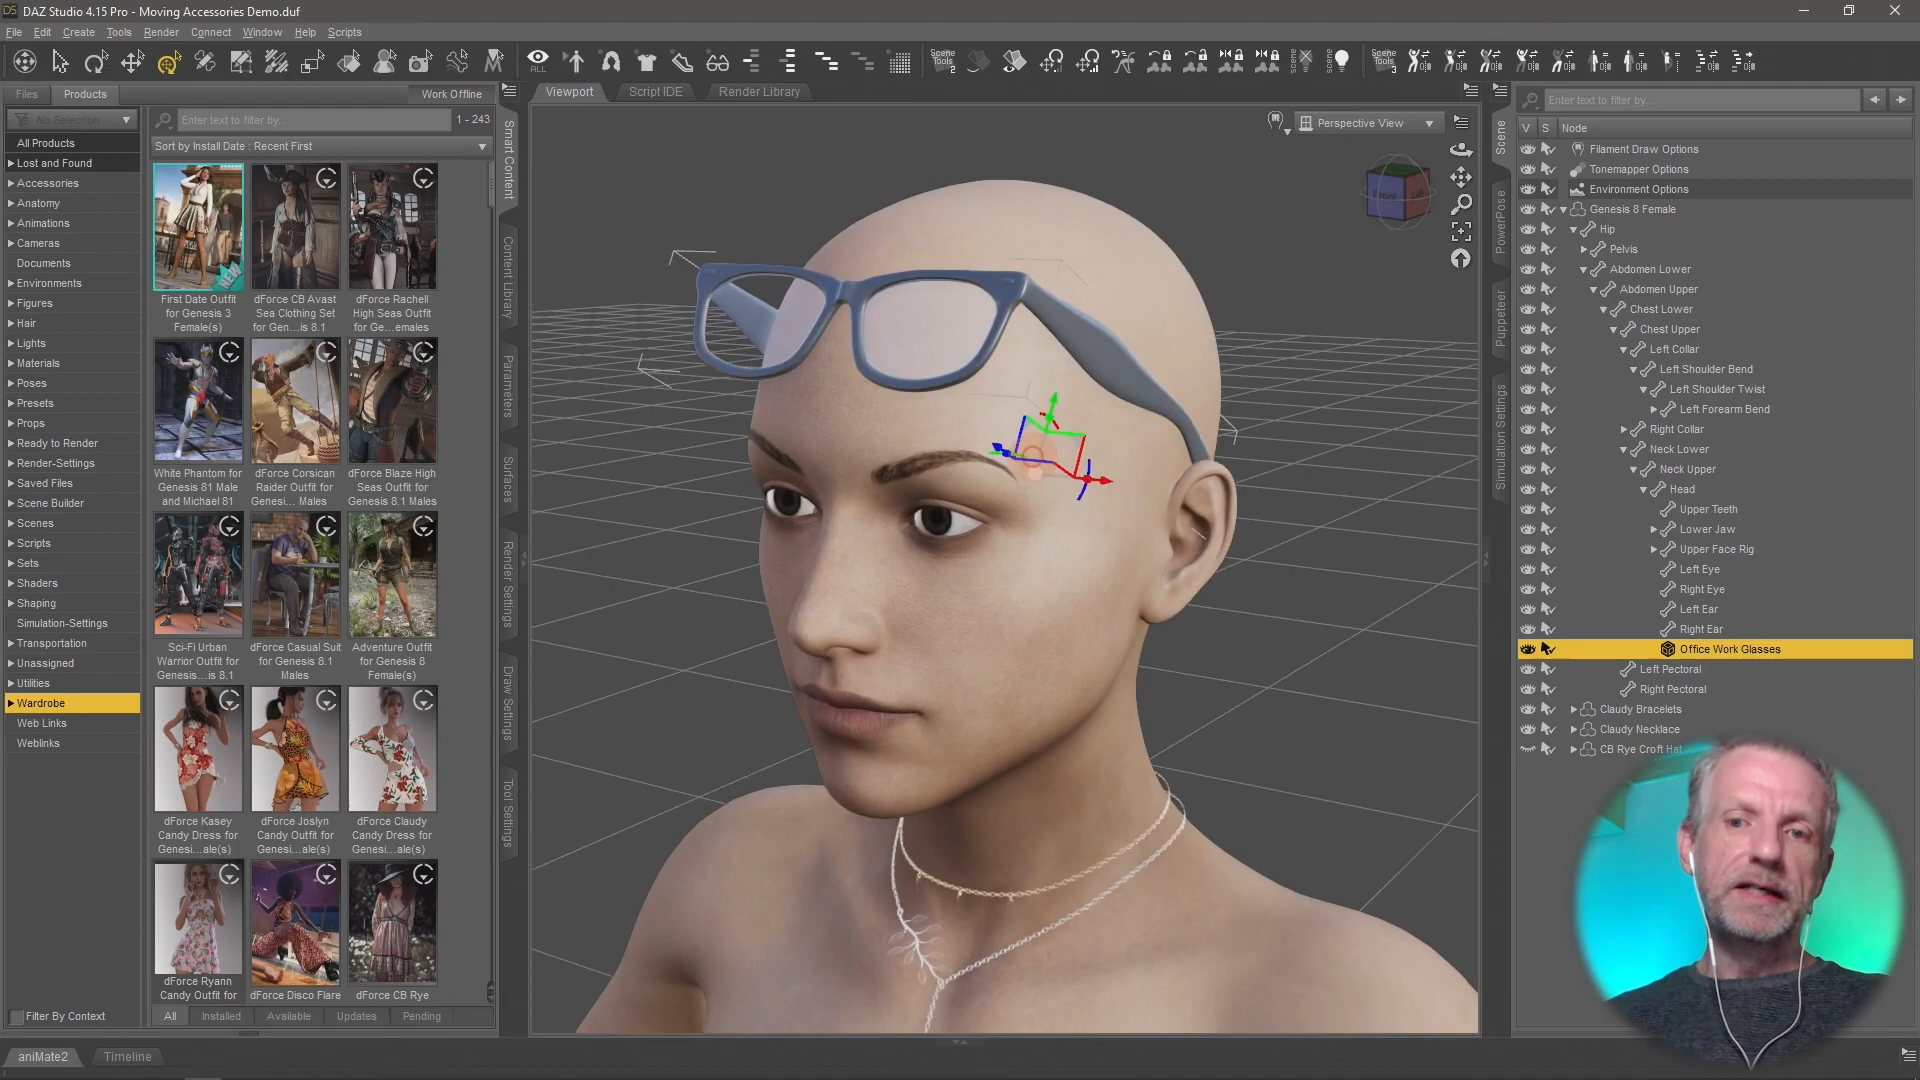 DAZ Studio 4.15 Pro - Moving Accessories Demo.duf
File Edit Create Tools Render Connect Window Help Scripts
ALL
Scene Tools 2
Scene Tools 3
Files Products Work Offline
Viewport Script IDE Render Library
No Selection
Enter text to filter by...
1 - 243
Sort by Install Date : Recent First
All Products
Lost and Found
Accessories
Anatomy
Animations
Cameras
Documents
Environments
Figures
Hair
Lights
Materials
Poses
Presets
Props
Ready to Render
Render-Settings
Saved Files
Scene Builder
Scenes
Scripts
Sets
Shaders
Shaping
Simulation-Settings
Transportation
Unassigned
Utilities
Wardrobe
Web Links
Weblinks
Filter By Context
NEW
First Date Outfit
for Genesis 3
Female(s)
dForce CB Avast
Sea Clothing Set
for Gen...is 8.1
dForce Rachell
High Seas Outfit
for Ge...emales
White Phantom for
Genesis 81 Male
and Michael 81
dForce Corsican
Raider Outfit for
Genesi... Males
dForce Blaze High
Seas Outfit for
Genesis 8.1 Males
Sci-Fi Urban
Warrior Outfit for
Genesis...is 8.1
dForce Casual Suit
for Genesis 8.1
Males
Adventure Outfit
for Genesis 8
Female(s)
dForce Kasey
Candy Dress for
Genesi...ale(s)
dForce Joslyn
Candy Outfit for
Genesi...ale(s)
dForce Claudy
Candy Dress for
Genesi...ale(s)
dForce Ryann
Candy Outfit for
dForce Disco Flare
dForce CB Rye
All Installed Available Updates Pending
Smart Content
Content Library
Parameters
Surfaces
Render Settings
Draw Settings
Tool Settings
Perspective View
Front
Scene
PowerPose
Puppeteer
Simulation Settings
Enter text to filter by...
V S Node
Filament Draw Options
Tonemapper Options
Environment Options
Genesis 8 Female
Hip
Pelvis
Abdomen Lower
Abdomen Upper
Chest Lower
Chest Upper
Left Collar
Left Shoulder Bend
Left Shoulder Twist
Left Forearm Bend
Right Collar
Neck Lower
Neck Upper
Head
Upper Teeth
Lower Jaw
Upper Face Rig
Left Eye
Right Eye
Left Ear
Right Ear
Office Work Glasses
Left Pectoral
Right Pectoral
Claudy Bracelets
Claudy Necklace
CB Rye Croft Hat
aniMate2 Timeline